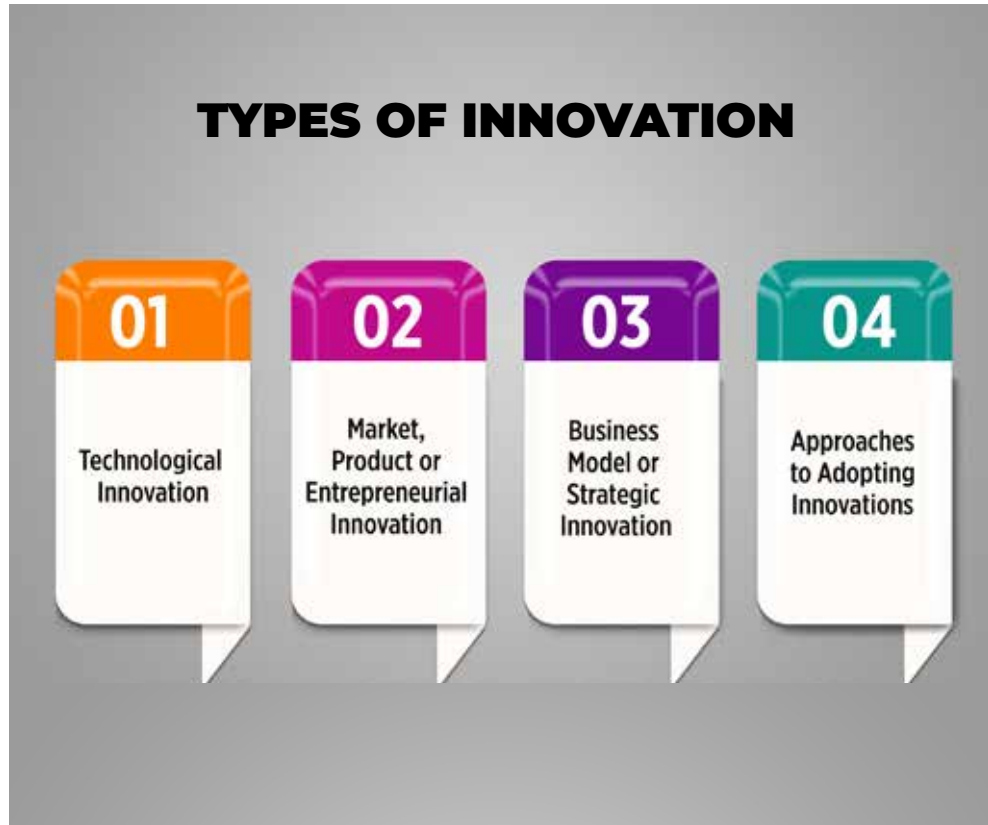 TYPES OF INNOVATION
01
Technological
Innovation
02
Market,
Product or
Entrepreneurial
Innovation
03
Business
Model or
Strategic
Innovation
04
Approaches
to Adopting
Innovations